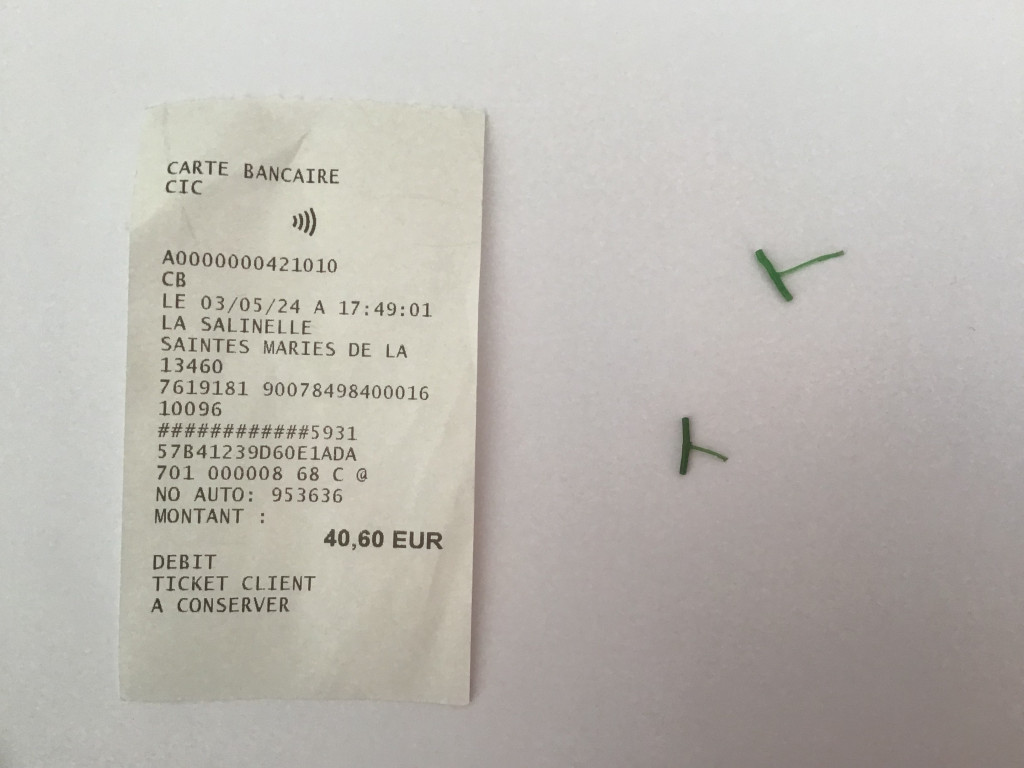 CARTE BANCAIRE
CIC
A0000000421010
CB
LE 03/05/24 A 17:49:01
LA SALINELLE
SAINTES MARIES DE LA
13460
7619181 90078498400016
10096
############5931
57B41239D60E1ADA
701 000008 68 C @
NO AUTO: 953636
MONTANT :
40,60 EUR
DEBIT
TICKET CLIENT
A CONSERVER